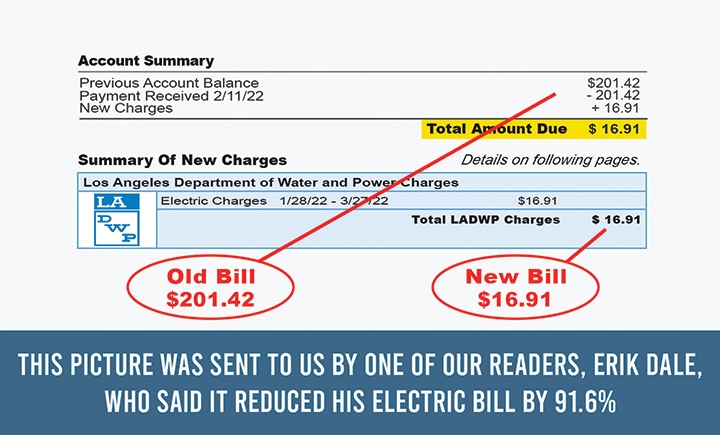 Account Summary
Previous Account Balance $201.42
Payment Received 2/11/22 - 201.42
New Charges + 16.91
Total Amount Due $ 16.91
Summary Of New Charges Details on following pages.
Los Angeles Department of Water and Power Charges
LA
DWP
Electric Charges 1/28/22 - 3/27/22 $16.91
Total LADWP Charges $ 16.91
Old Bill
$201.42
New Bill
$16.91
THIS PICTURE WAS SENT TO US BY ONE OF OUR READERS, ERIK DALE,
WHO SAID IT REDUCED HIS ELECTRIC BILL BY 91.6%